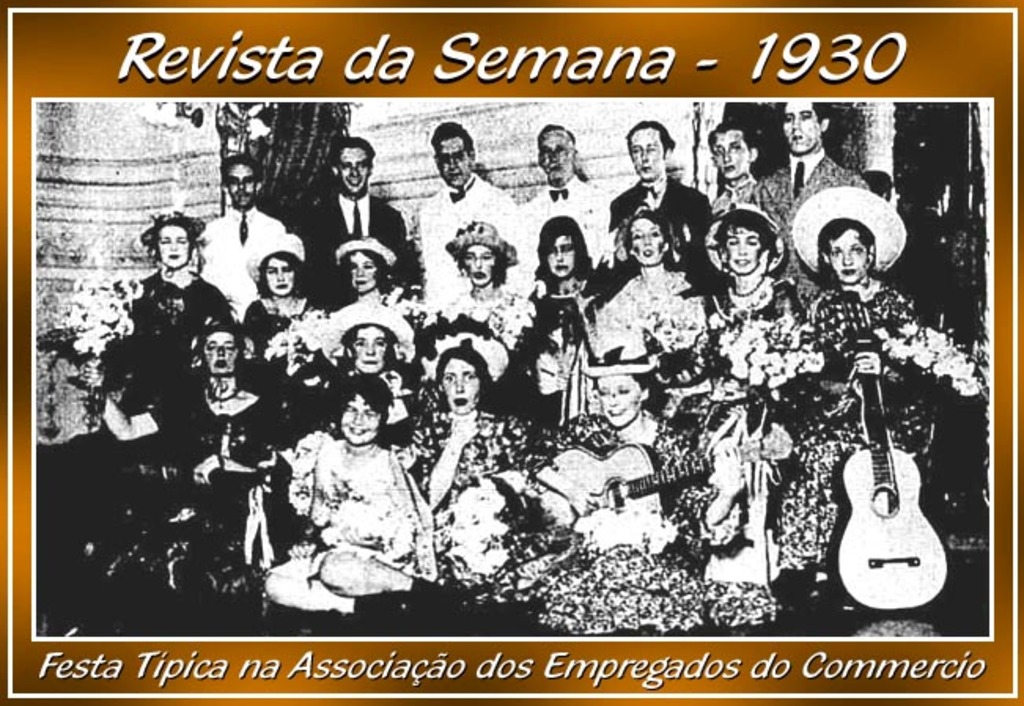 Revista da Semana - 1930
Festa Típica na Associação dos Empregados do Commercio